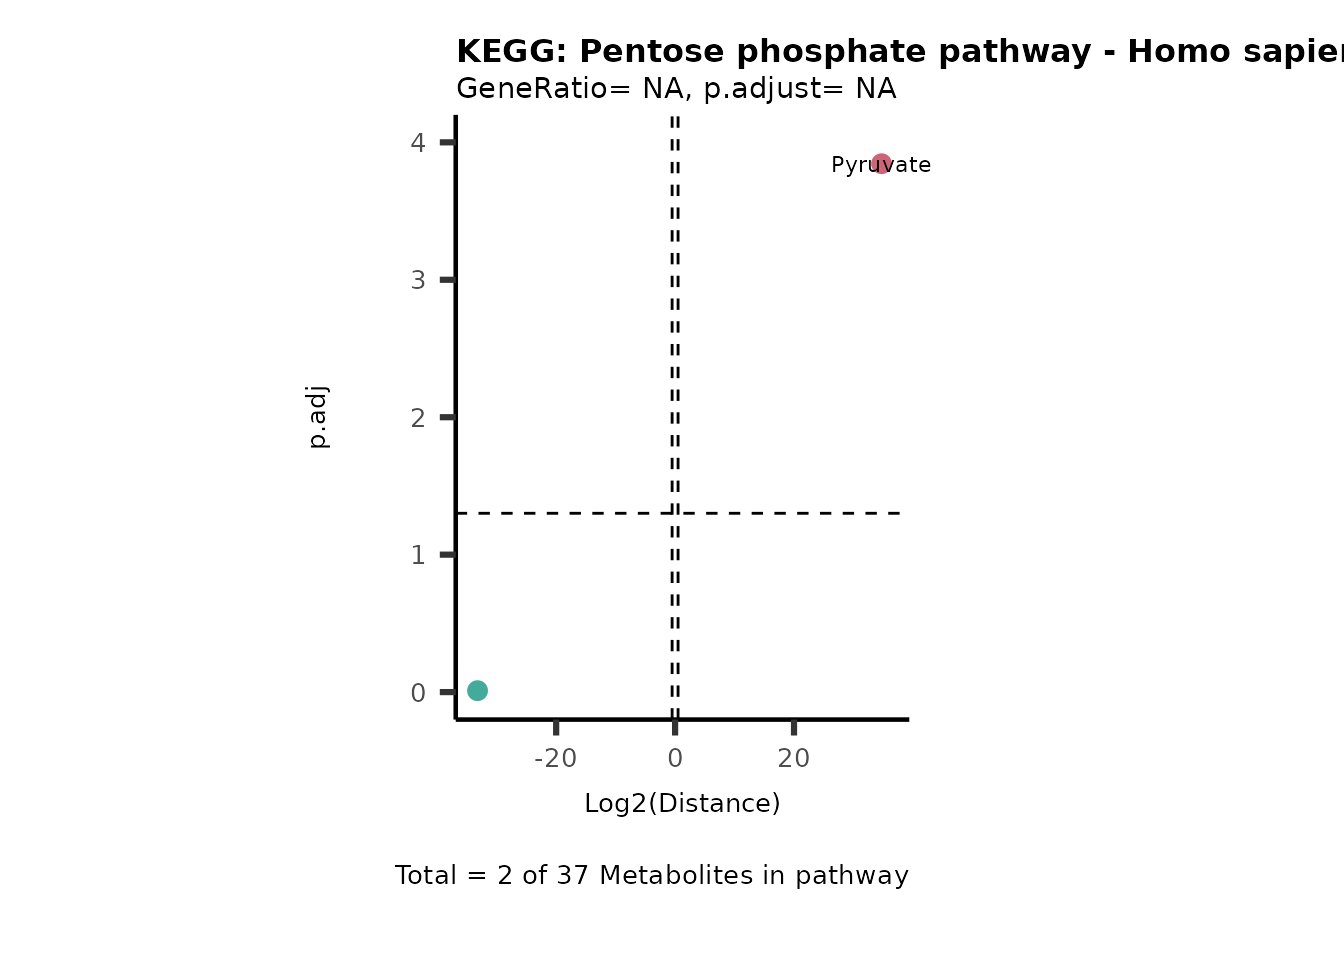 KEGG: Pentose phosphate pathway - Homo
GeneRatio= NA, p.adjust= NA
4
Pyruvate
3
2
p.adj
1
0
-20 0 20
Log2(Distance)
Total = 2 of 37 Metabolites in pathway